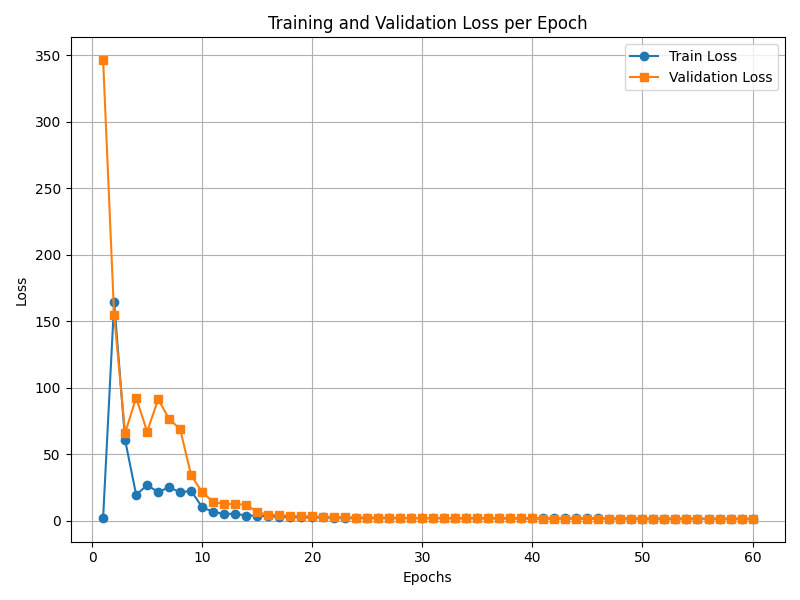 Training and Validation Loss per Epoch
Train Loss
Validation Loss
350
300
250
200
150
100
50
0
Loss
0 10 20 30 40 50 60
Epochs